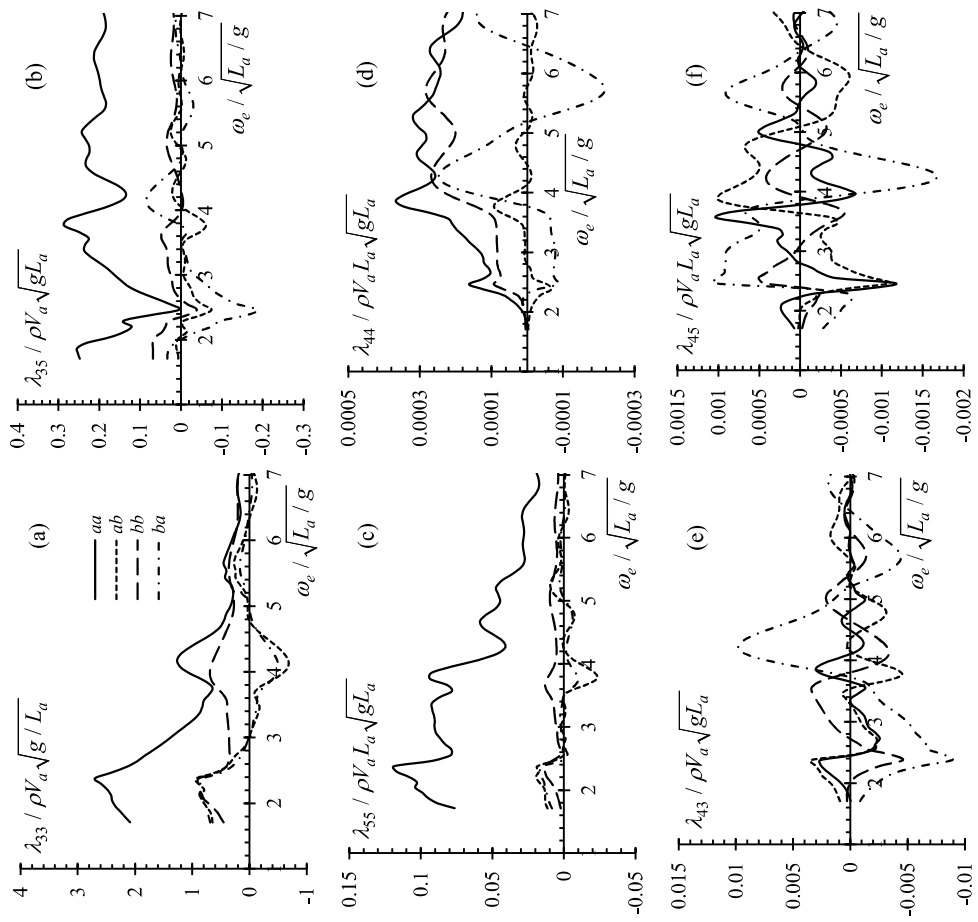 (a)
λ₃₃ / ρVₐ√g / Lₐ
aa
ab
bb
ba
4
3
2
1
0
-1
2 3 4 5 6 7
ωₑ / √Lₐ / g
(b)
λ₃₅ / ρVₐ√gLₐ
0.4
0.3
0.2
0.1
0
-0.1
-0.2
-0.3
2 3 4 5 6 7
ωₑ / √Lₐ / g
(c)
λ₅₅ / ρVₐLₐ√gLₐ
0.15
0.1
0.05
0
-0.05
2 3 4 5 6 7
ωₑ / √Lₐ / g
(d)
λ₄₄ / ρVₐLₐ√gLₐ
0.0005
0.0001
-0.0001
-0.0003
2 3 4 5 6 7
ωₑ / √Lₐ / g
(e)
λ₄₃ / ρVₐ√gLₐ
0.015
0.01
0.005
0
-0.005
-0.01
2 3 4 5 6 7
ωₑ / √Lₐ / g
(f)
λ₄₅ / ρVₐLₐ√gLₐ
0.0015
0.001
0.0005
0
-0.0005
-0.001
-0.0015
-0.002
2 3 4 5 6 7
ωₑ / √Lₐ / g